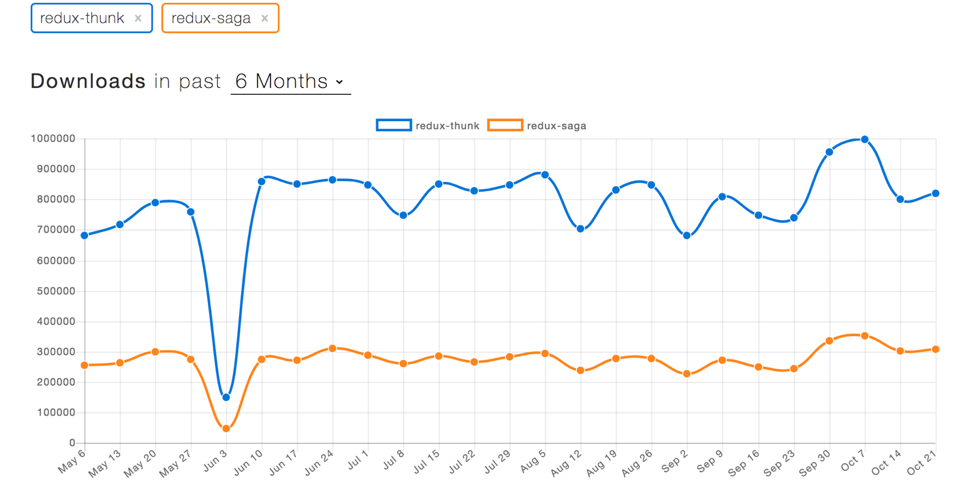 redux-thunk × redux-saga ×
Downloads in past 6 Months
redux-thunk redux-saga
1000000
900000
800000
700000
600000
500000
400000
300000
200000
100000
0
May 6 May 13 May 20 May 27 Jun 3 Jun 10 Jun 17 Jun 24 Jul 1 Jul 8 Jul 15 Jul 22 Jul 29 Aug 5 Aug 12 Aug 19 Aug 26 Sep 2 Sep 9 Sep 16 Sep 23 Sep 30 Oct 7 Oct 14 Oct 21